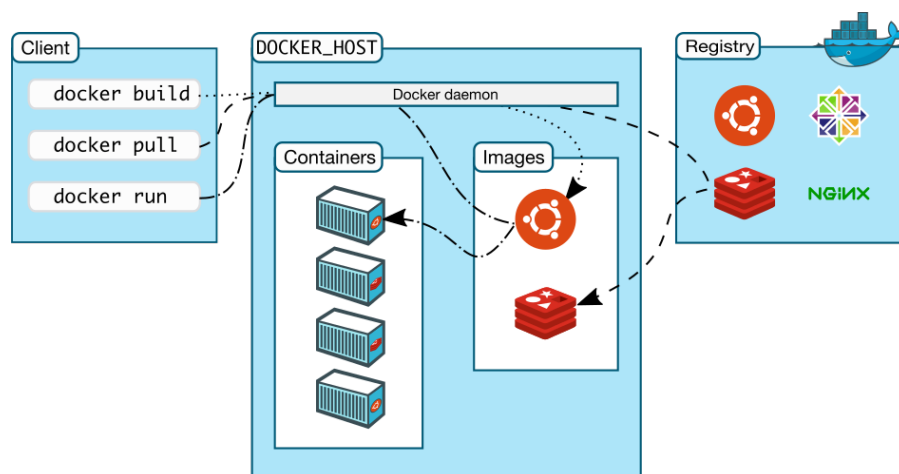 Client
docker build
docker pull
docker run
DOCKER_HOST
Docker daemon
Containers
Images
Registry
NGiNX